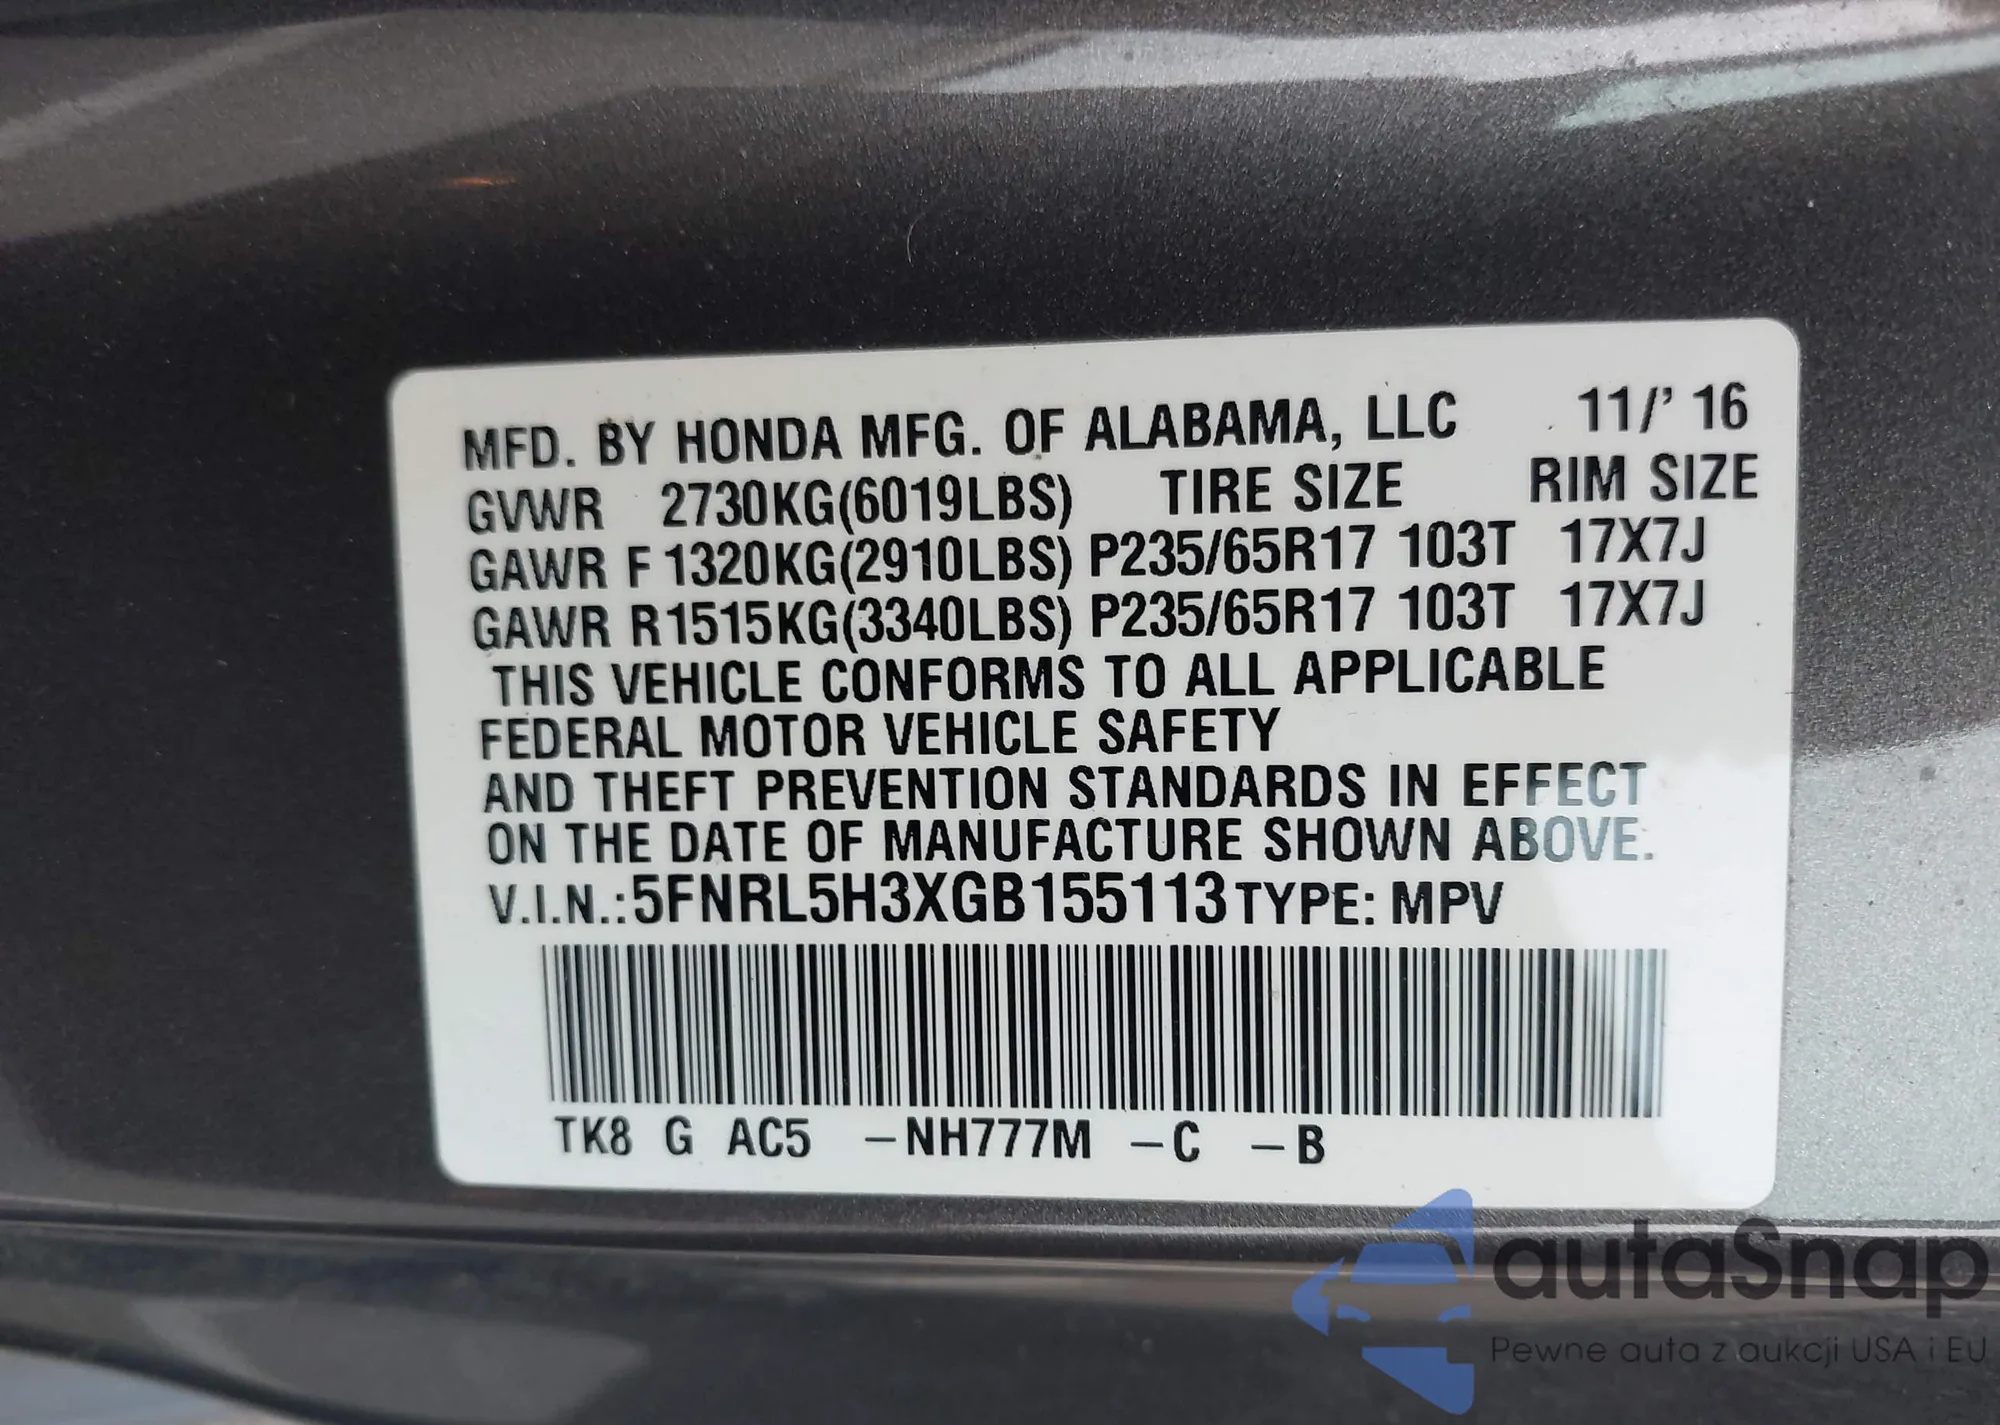 MFD. BY HONDA MFG. OF ALABAMA, LLC 11/' 16
GVWR 2730KG(6019LBS) TIRE SIZE RIM SIZE
GAWR F 1320KG(2910LBS) P235/65R17 103T 17X7J
GAWR R1515KG(3340LBS) P235/65R17 103T 17X7J
THIS VEHICLE CONFORMS TO ALL APPLICABLE
FEDERAL MOTOR VEHICLE SAFETY
AND THEFT PREVENTION STANDARDS IN EFFECT
ON THE DATE OF MANUFACTURE SHOWN ABOVE.
V.I.N.:5FNRL5H3XGB155113 TYPE: MPV
TK8 G AC5 -NH777M -C -B
autaSnap
Pewne auta z aukcji USA i EU